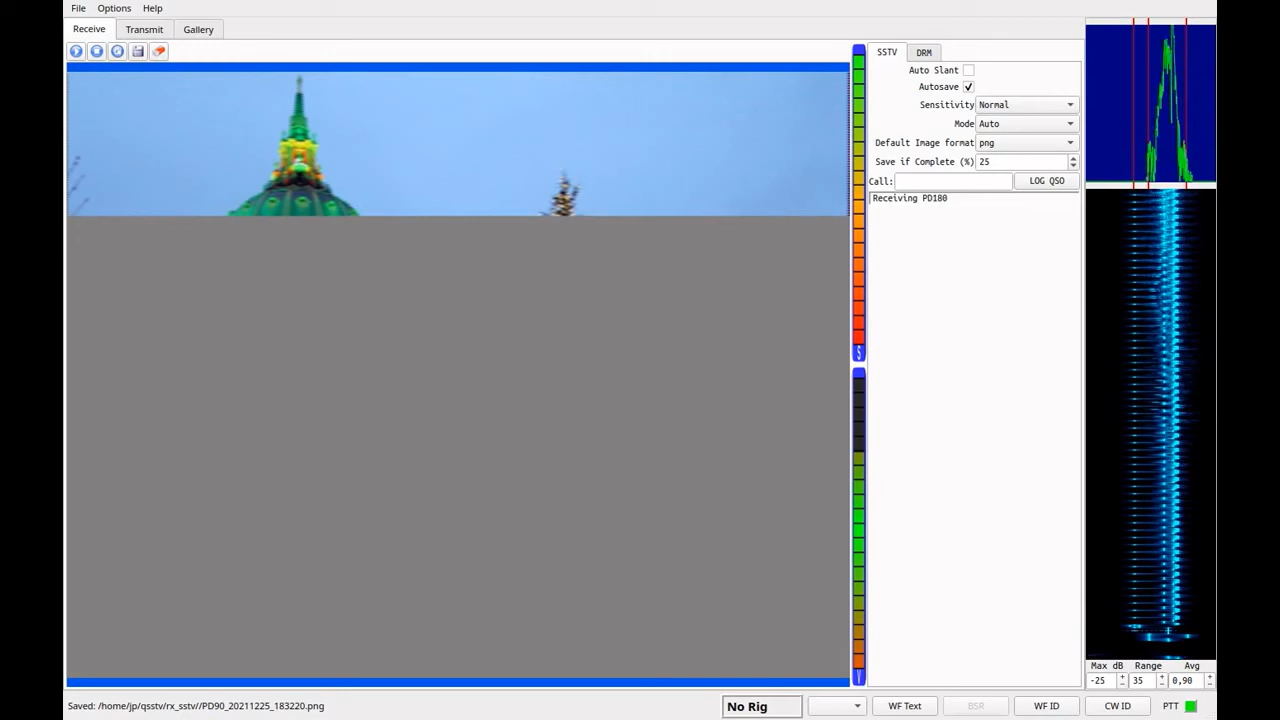 File Options Help
Receive Transmit Gallery
SSTV DRM
Auto Slant
Autosave
Sensitivity Normal
Mode Auto
Default Image format png
Save if Complete (%) 25
Call: LOG QSO
Receiving PD180
S
V
Max dB Range Avg
-25 35 0,90
Saved: /home/jp/qsstv/rx_sstv//PD90_20211225_183220.png
No Rig
WF Text BSR WF ID CW ID PTT